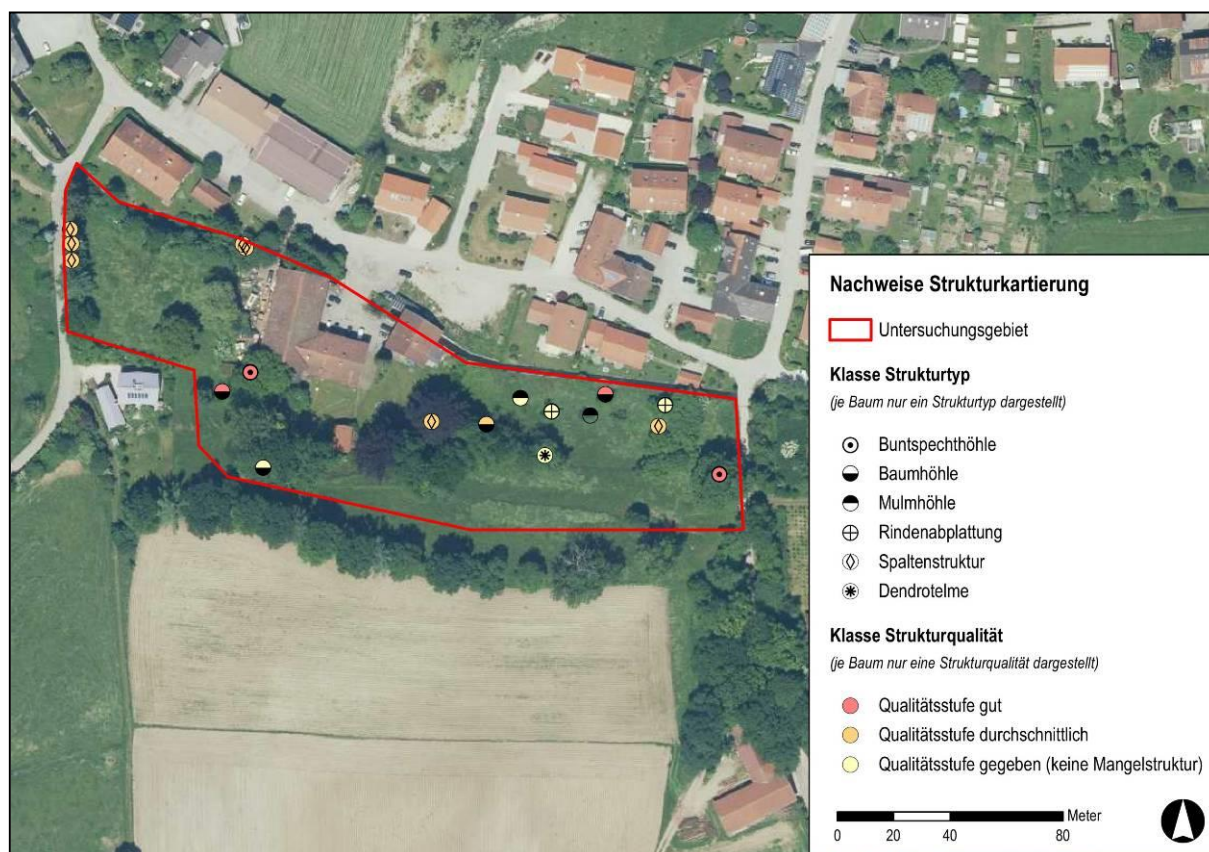 Nachweise Strukturkartierung
Untersuchungsgebiet
Klasse Strukturtyp
(je Baum nur ein Strukturtyp dargestellt)
Buntspechthöhle
Baumhöhle
Mulmhöhle
Rindenabplattung
Spaltenstruktur
Dendrotelme
Klasse Strukturqualität
(je Baum nur eine Strukturqualität dargestellt)
Qualitätsstufe gut
Qualitätsstufe durchschnittlich
Qualitätsstufe gegeben (keine Mangelstruktur)
Meter
0 20 40 80